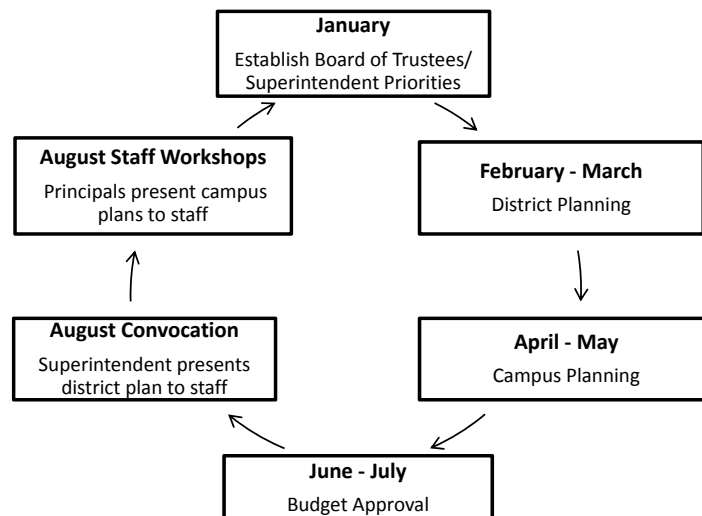 January
Establish Board of Trustees/
Superintendent Priorities
February - March
District Planning
April - May
Campus Planning
June - July
Budget Approval
August Convocation
Superintendent presents
district plan to staff
August Staff Workshops
Principals present campus
plans to staff